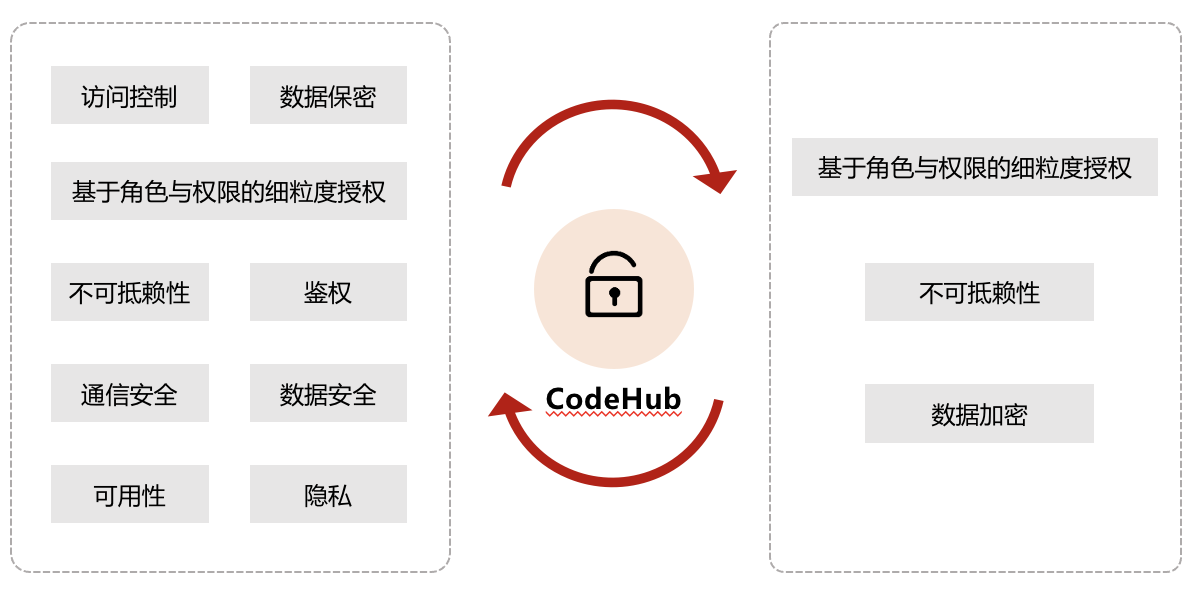 访问控制
数据保密
基于角色与权限的细粒度授权
不可抵赖性
鉴权
通信安全
数据安全
可用性
隐私
CodeHub
基于角色与权限的细粒度授权
不可抵赖性
数据加密